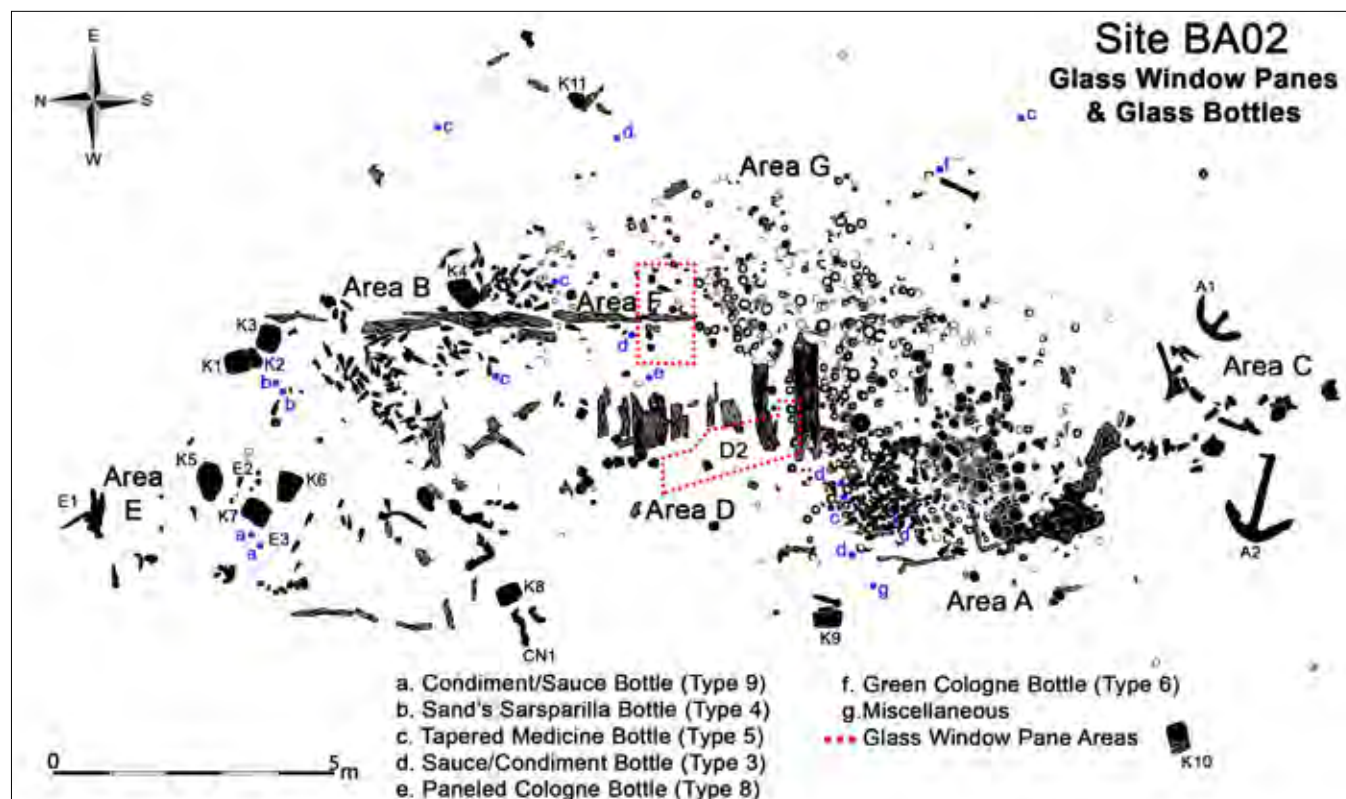 Site BA02
Glass Window Panes
& Glass Bottles
E
N
S
W
K11
c
d
c
f
Area G
K4
Area B
c
Area F
A1
K3
d
K1
K2
c
e
Area C
b
b
D2
K5
E2
K6
Area
E
E1
d
K7
Area D
c
d
a
E3
a
d
A2
g
K8
Area A
K9
CN1
a. Condiment/Sauce Bottle (Type 9)
b. Sand's Sarsparilla Bottle (Type 4)
c. Tapered Medicine Bottle (Type 5)
d. Sauce/Condiment Bottle (Type 3)
e. Paneled Cologne Bottle (Type 8)
f. Green Cologne Bottle (Type 6)
g.Miscellaneous
Glass Window Pane Areas
K10
0
5m